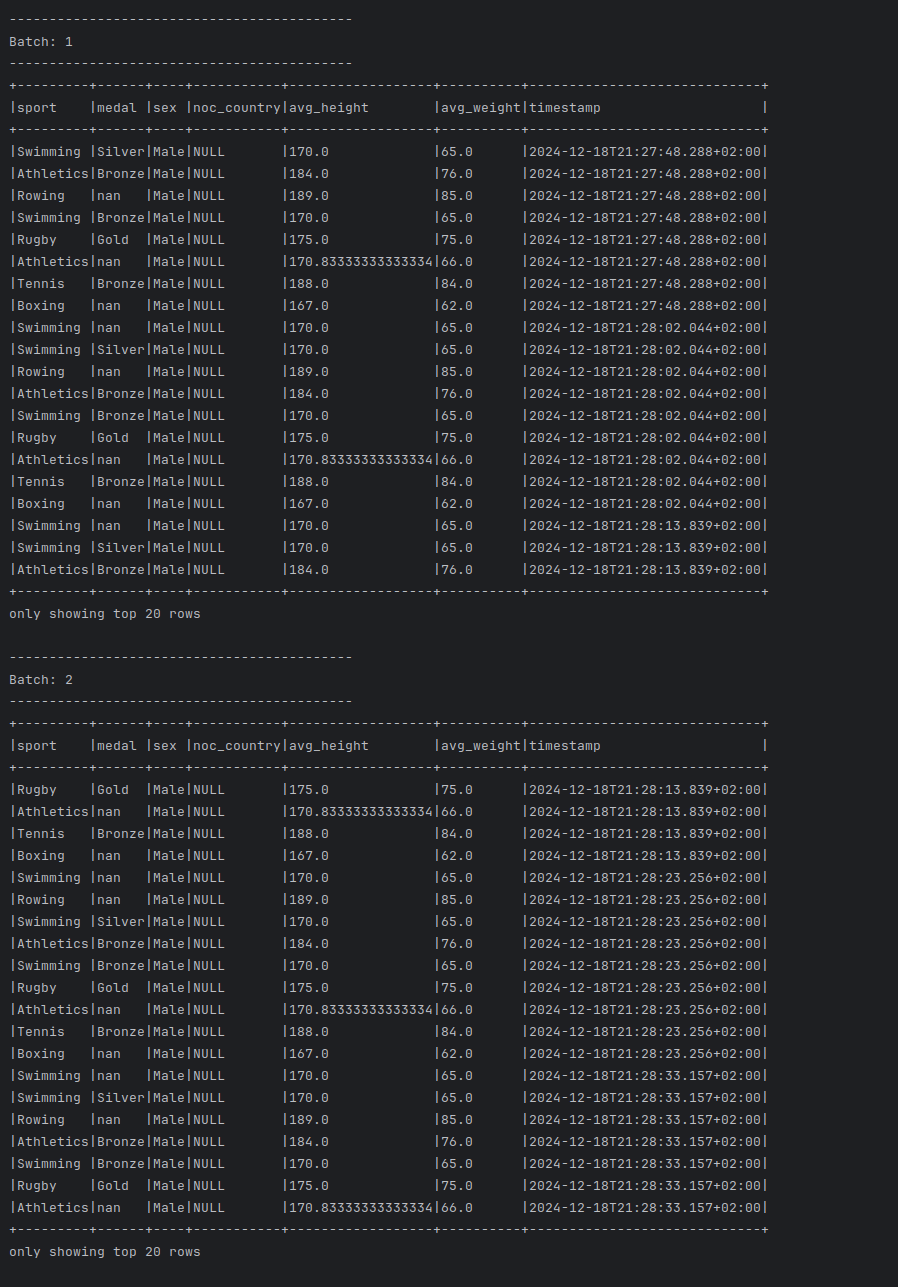 -------------------------------------------
Batch: 1
-------------------------------------------
+---------+------+----+-----------+------------------+----------+-----------------------------+
|sport    |medal |sex |noc_country|avg_height        |avg_weight|timestamp                    |
+---------+------+----+-----------+------------------+----------+-----------------------------+
|Swimming |Silver|Male|NULL       |170.0             |65.0      |2024-12-18T21:27:48.288+02:00|
|Athletics|Bronze|Male|NULL       |184.0             |76.0      |2024-12-18T21:27:48.288+02:00|
|Rowing   |nan   |Male|NULL       |189.0             |85.0      |2024-12-18T21:27:48.288+02:00|
|Swimming |Bronze|Male|NULL       |170.0             |65.0      |2024-12-18T21:27:48.288+02:00|
|Rugby    |Gold  |Male|NULL       |175.0             |75.0      |2024-12-18T21:27:48.288+02:00|
|Athletics|nan   |Male|NULL       |170.83333333333334|66.0      |2024-12-18T21:27:48.288+02:00|
|Tennis   |Bronze|Male|NULL       |188.0             |84.0      |2024-12-18T21:27:48.288+02:00|
|Boxing   |nan   |Male|NULL       |167.0             |62.0      |2024-12-18T21:27:48.288+02:00|
|Swimming |nan   |Male|NULL       |170.0             |65.0      |2024-12-18T21:28:02.044+02:00|
|Swimming |Silver|Male|NULL       |170.0             |65.0      |2024-12-18T21:28:02.044+02:00|
|Rowing   |nan   |Male|NULL       |189.0             |85.0      |2024-12-18T21:28:02.044+02:00|
|Athletics|Bronze|Male|NULL       |184.0             |76.0      |2024-12-18T21:28:02.044+02:00|
|Swimming |Bronze|Male|NULL       |170.0             |65.0      |2024-12-18T21:28:02.044+02:00|
|Rugby    |Gold  |Male|NULL       |175.0             |75.0      |2024-12-18T21:28:02.044+02:00|
|Athletics|nan   |Male|NULL       |170.83333333333334|66.0      |2024-12-18T21:28:02.044+02:00|
|Tennis   |Bronze|Male|NULL       |188.0             |84.0      |2024-12-18T21:28:02.044+02:00|
|Boxing   |nan   |Male|NULL       |167.0             |62.0      |2024-12-18T21:28:02.044+02:00|
|Swimming |nan   |Male|NULL       |170.0             |65.0      |2024-12-18T21:28:13.839+02:00|
|Swimming |Silver|Male|NULL       |170.0             |65.0      |2024-12-18T21:28:13.839+02:00|
|Athletics|Bronze|Male|NULL       |184.0             |76.0      |2024-12-18T21:28:13.839+02:00|
+---------+------+----+-----------+------------------+----------+-----------------------------+
only showing top 20 rows
-------------------------------------------
Batch: 2
-------------------------------------------
+---------+------+----+-----------+------------------+----------+-----------------------------+
|sport    |medal |sex |noc_country|avg_height        |avg_weight|timestamp                    |
+---------+------+----+-----------+------------------+----------+-----------------------------+
|Rugby    |Gold  |Male|NULL       |175.0             |75.0      |2024-12-18T21:28:13.839+02:00|
|Athletics|nan   |Male|NULL       |170.83333333333334|66.0      |2024-12-18T21:28:13.839+02:00|
|Tennis   |Bronze|Male|NULL       |188.0             |84.0      |2024-12-18T21:28:13.839+02:00|
|Boxing   |nan   |Male|NULL       |167.0             |62.0      |2024-12-18T21:28:13.839+02:00|
|Swimming |nan   |Male|NULL       |170.0             |65.0      |2024-12-18T21:28:23.256+02:00|
|Rowing   |nan   |Male|NULL       |189.0             |85.0      |2024-12-18T21:28:23.256+02:00|
|Swimming |Silver|Male|NULL       |170.0             |65.0      |2024-12-18T21:28:23.256+02:00|
|Athletics|Bronze|Male|NULL       |184.0             |76.0      |2024-12-18T21:28:23.256+02:00|
|Swimming |Bronze|Male|NULL       |170.0             |65.0      |2024-12-18T21:28:23.256+02:00|
|Rugby    |Gold  |Male|NULL       |175.0             |75.0      |2024-12-18T21:28:23.256+02:00|
|Athletics|nan   |Male|NULL       |170.83333333333334|66.0      |2024-12-18T21:28:23.256+02:00|
|Tennis   |Bronze|Male|NULL       |188.0             |84.0      |2024-12-18T21:28:23.256+02:00|
|Boxing   |nan   |Male|NULL       |167.0             |62.0      |2024-12-18T21:28:23.256+02:00|
|Swimming |nan   |Male|NULL       |170.0             |65.0      |2024-12-18T21:28:33.157+02:00|
|Swimming |Silver|Male|NULL       |170.0             |65.0      |2024-12-18T21:28:33.157+02:00|
|Rowing   |nan   |Male|NULL       |189.0             |85.0      |2024-12-18T21:28:33.157+02:00|
|Athletics|Bronze|Male|NULL       |184.0             |76.0      |2024-12-18T21:28:33.157+02:00|
|Swimming |Bronze|Male|NULL       |170.0             |65.0      |2024-12-18T21:28:33.157+02:00|
|Rugby    |Gold  |Male|NULL       |175.0             |75.0      |2024-12-18T21:28:33.157+02:00|
|Athletics|nan   |Male|NULL       |170.83333333333334|66.0      |2024-12-18T21:28:33.157+02:00|
+---------+------+----+-----------+------------------+----------+-----------------------------+
only showing top 20 rows